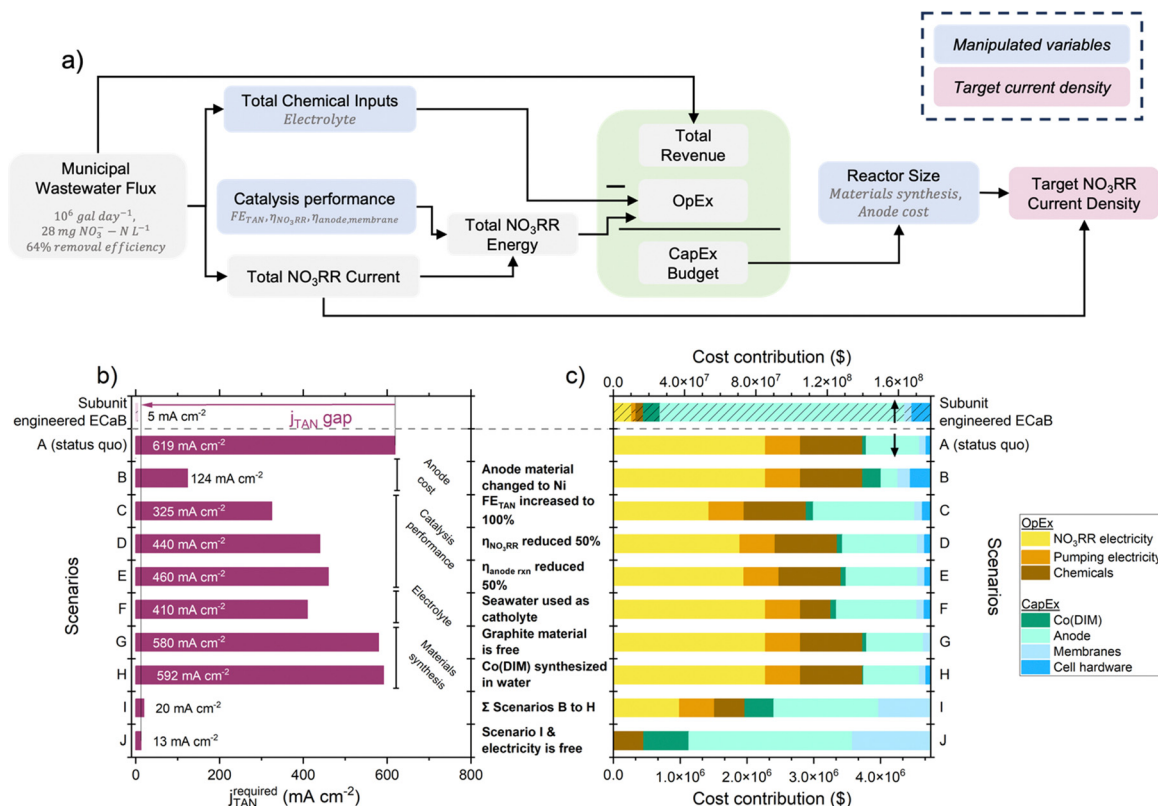 a)
Manipulated variables
Target current density
Municipal
Wastewater Flux
10⁶ gal day⁻¹,
28 mg NO₃⁻ − N L⁻¹
64% removal efficiency
Total Chemical Inputs
Electrolyte
Catalysis performance
FE_TAN, η_NO₃RR, η_anode,membrane
Total NO₃RR Current
Total NO₃RR
Energy
Total
Revenue
OpEx
CapEx
Budget
Reactor Size
Materials synthesis,
Anode cost
Target NO₃RR
Current Density
b)
Subunit
engineered ECaB
5 mA cm⁻²
j_TAN gap
A (status quo)
619 mA cm⁻²
B
124 mA cm⁻²
C
325 mA cm⁻²
D
440 mA cm⁻²
E
460 mA cm⁻²
F
410 mA cm⁻²
G
580 mA cm⁻²
H
592 mA cm⁻²
I
20 mA cm⁻²
J
13 mA cm⁻²
Scenarios
0 200 400 600 800
j_TAN^required (mA cm⁻²)
Anode
cost
Catalysis
performance
Electrolyte
Materials
synthesis
Anode material
changed to Ni
FE_TAN increased to
100%
η_NO₃RR reduced 50%
η_anode rxn reduced
50%
Seawater used as
catholyte
Graphite material
is free
Co(DIM) synthesized
in water
Σ Scenarios B to H
Scenario I &
electricity is free
c)
Cost contribution ($)
0.0 4.0×10⁷ 8.0×10⁷ 1.2×10⁸ 1.6×10⁸
Subunit
engineered ECaB
A (status quo)
B
C
D
E
F
G
H
I
J
Scenarios
0.0 1.0×10⁶ 2.0×10⁶ 3.0×10⁶ 4.0×10⁶
Cost contribution ($)
OpEx
NO₃RR electricity
Pumping electricity
Chemicals
CapEx
Co(DIM)
Anode
Membranes
Cell hardware